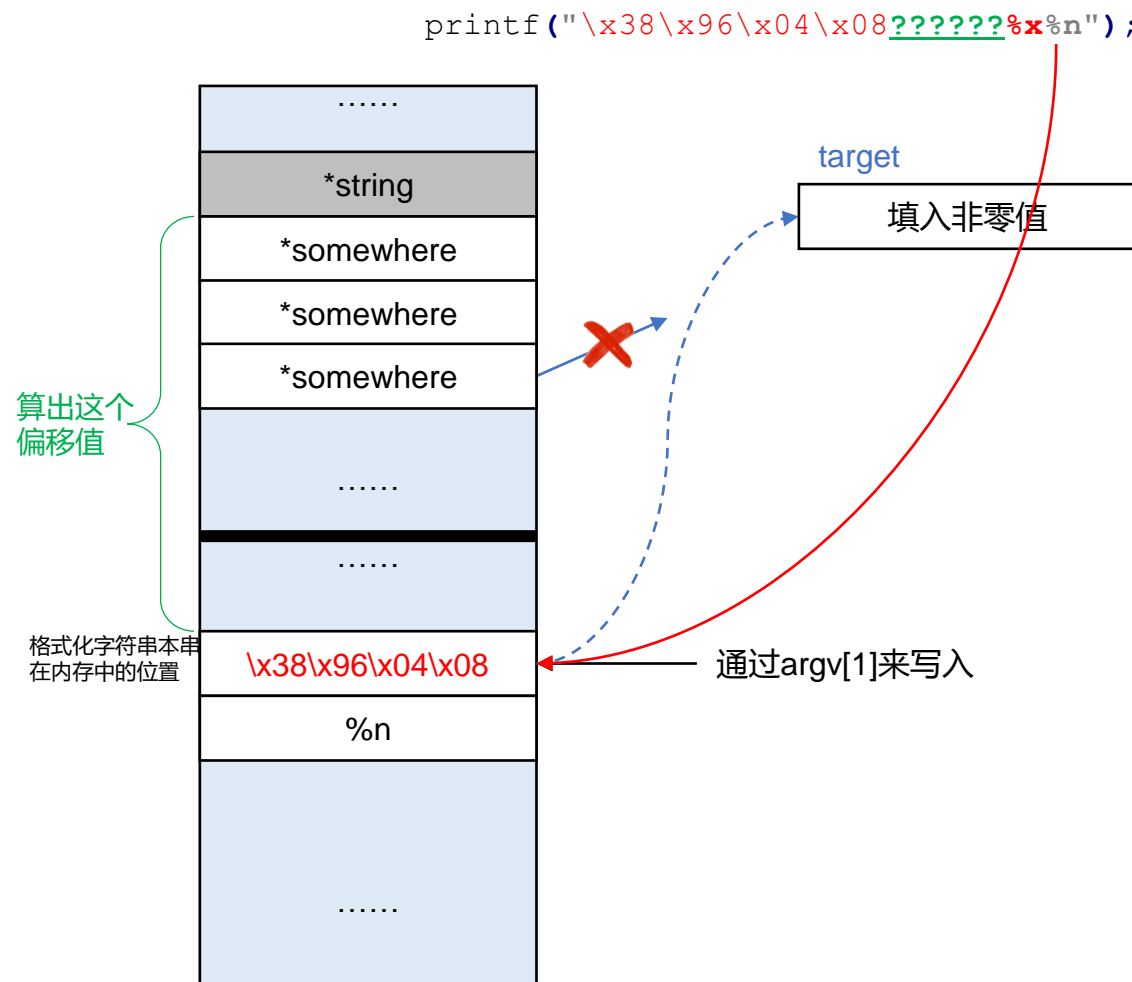 printf("\x38\x96\x04\x08??????%x%n");
......
*string
target
填入非零值
*somewhere
*somewhere
*somewhere
算出这个
偏移值
......
......
格式化字符串本串
在内存中的位置
\x38\x96\x04\x08
通过argv[1]来写入
%n
......